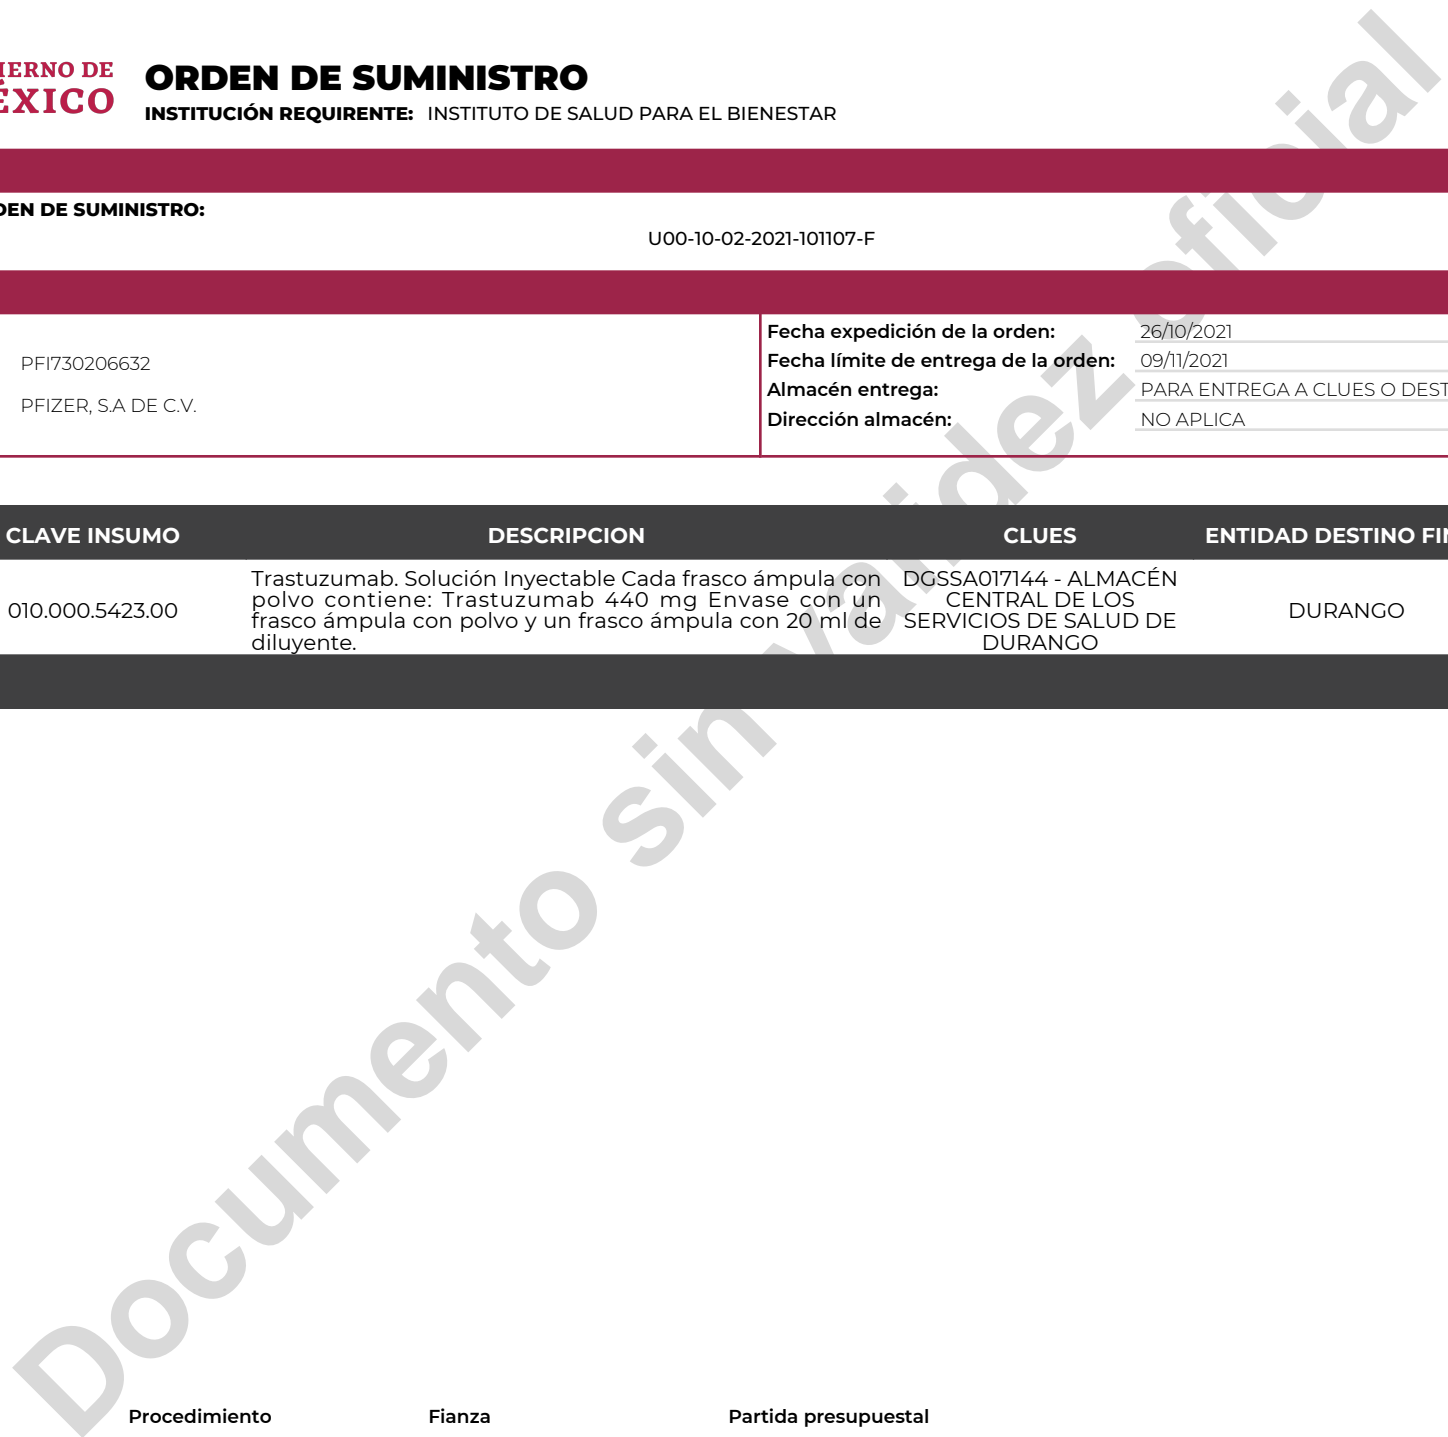 IERNO DE
ÉXICO
ORDEN DE SUMINISTRO
INSTITUCIÓN REQUIRENTE: INSTITUTO DE SALUD PARA EL BIENESTAR
DEN DE SUMINISTRO:
U00-10-02-2021-101107-F
PFI730206632
PFIZER, S.A DE C.V.
Fecha expedición de la orden: 26/10/2021
Fecha límite de entrega de la orden: 09/11/2021
Almacén entrega: PARA ENTREGA A CLUES O DEST
Dirección almacén: NO APLICA
CLAVE INSUMO DESCRIPCION CLUES ENTIDAD DESTINO FIN
010.000.5423.00
Trastuzumab. Solución Inyectable Cada frasco ámpula con
polvo contiene: Trastuzumab 440 mg Envase con un
frasco ámpula con polvo y un frasco ámpula con 20 ml de
diluyente.
DGSSA017144 - ALMACÉN
CENTRAL DE LOS
SERVICIOS DE SALUD DE
DURANGO
DURANGO
Documento sin validez oficial
Procedimiento Fianza Partida presupuestal